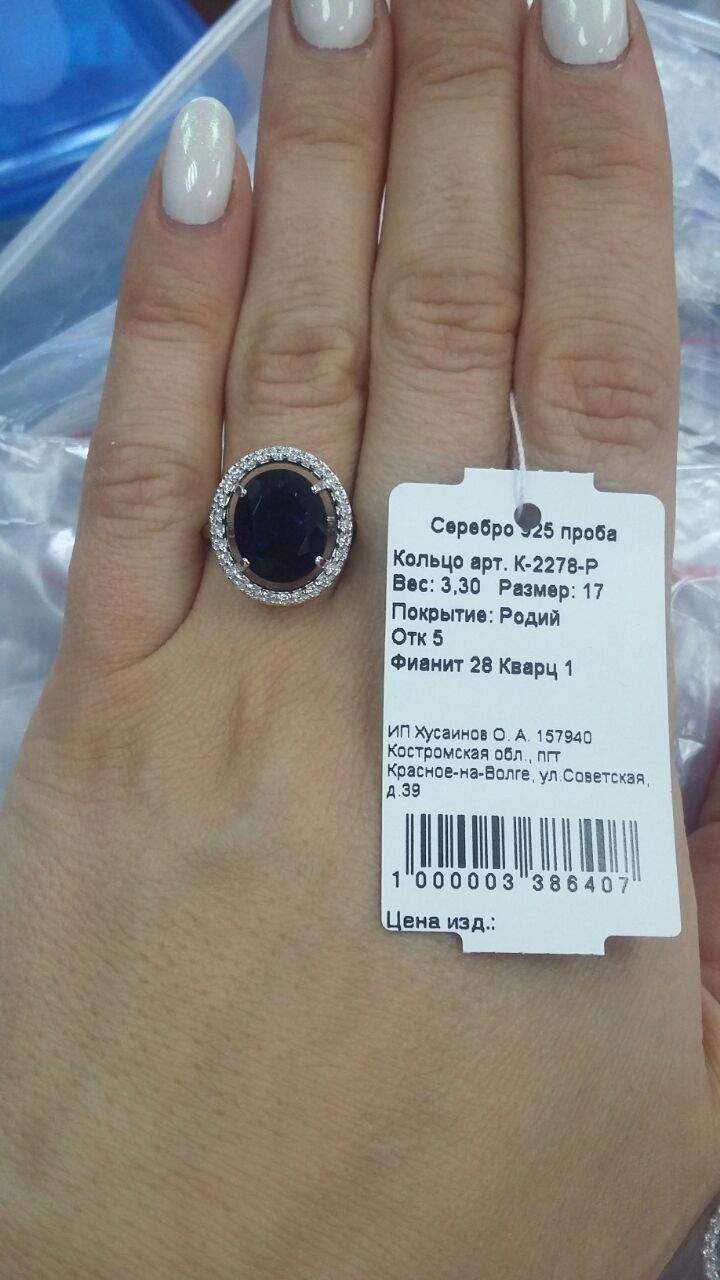 Серебро 925 проба
Кольцо арт. К-2278-Р
Вес: 3,30 Размер: 17
Покрытие: Родий
Отк 5
Фианит 28 Кварц 1
ИП Хусаинов О. А. 157940
Костромская обл., пгт
Красное-на-Волге, ул.Советская,
д.39
1 000003 386407
Цена изд.: